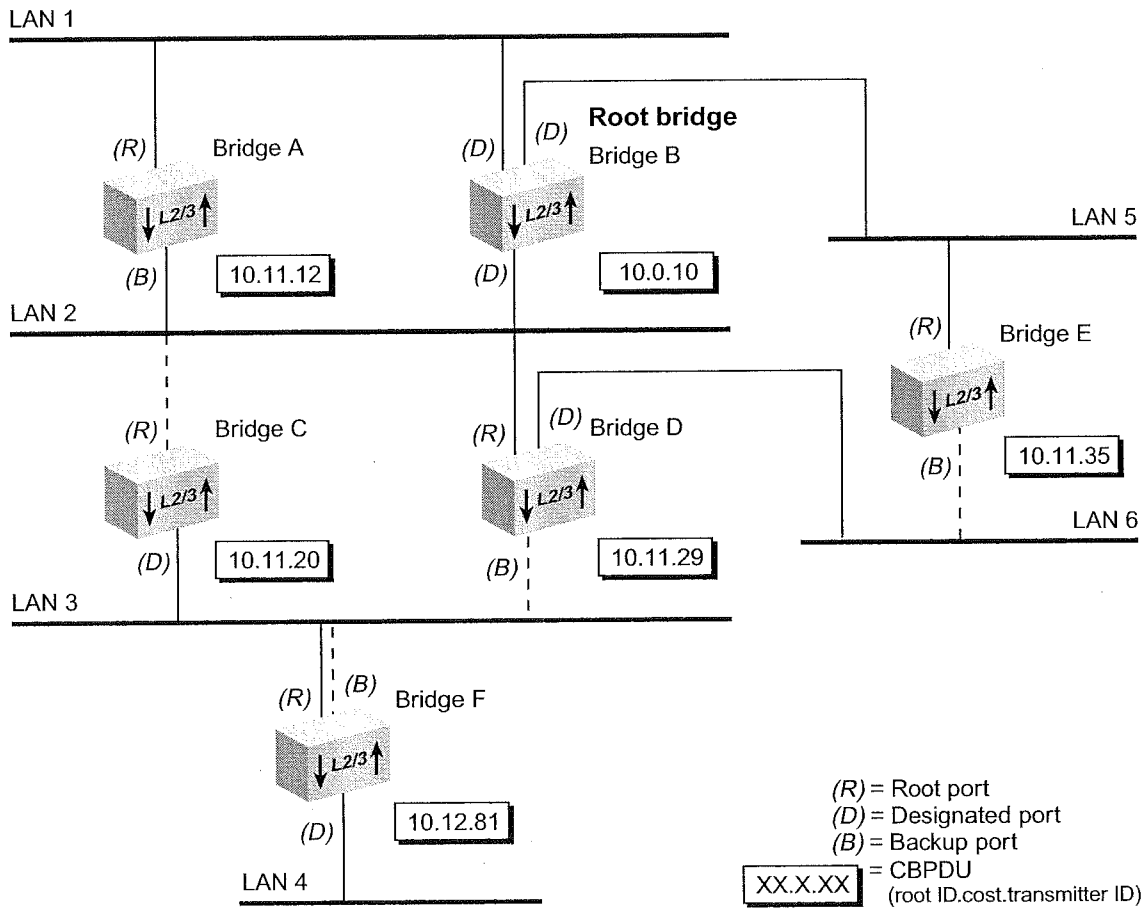 LAN 1
(R)
Bridge A
L2/3
(B)
10.11.12
(D)
(D)
Root bridge
Bridge B
L2/3
(D)
10.0.10
LAN 5
LAN 2
(R)
Bridge E
L2/3
(B)
10.11.35
(R)
Bridge C
L2/3
(D)
10.11.20
(R)
(D)
Bridge D
L2/3
(B)
10.11.29
LAN 6
LAN 3
(R)
(B)
Bridge F
L2/3
(D)
10.12.81
LAN 4
(R) = Root port
(D) = Designated port
(B) = Backup port
XX.X.XX = CBPDU
(root ID.cost.transmitter ID)